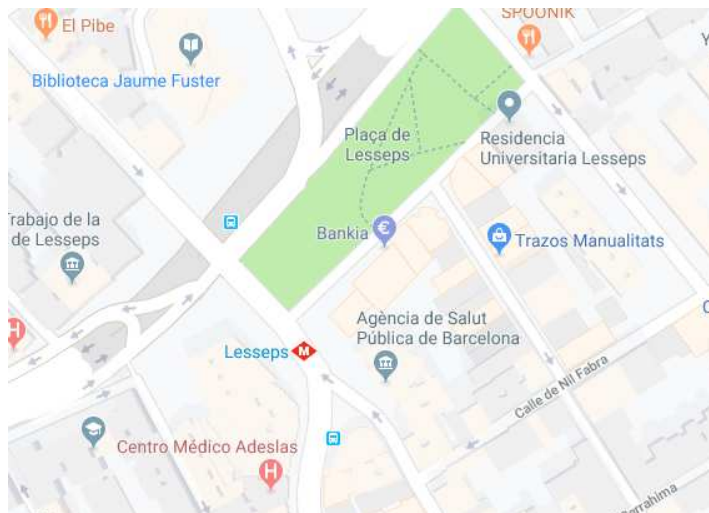 SPOONIK
El Pibe
Y
Biblioteca Jaume Fuster
Plaça de
Lesseps
Residencia
Universitaria Lesseps
Trabajo de la
de Lesseps
Bankia
€
Trazos Manualitats
H
Agència de Salut
Pública de Barcelona
C
Lesseps
M
Calle de Nil Fabra
Centro Médico Adeslas
H